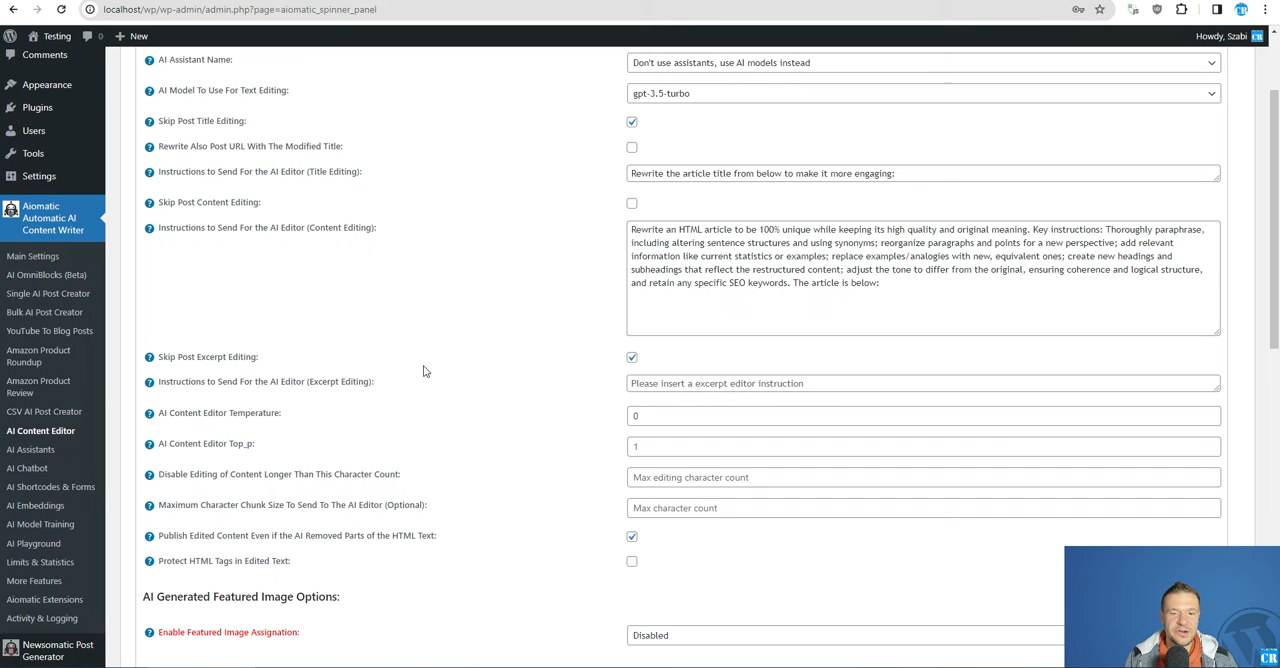 localhost/wp/wp-admin/admin.php?page=aiomatic_spinner_panel
Testing
0
New
Howdy, Szabi
CR
Comments
Appearance
Plugins
Users
Tools
Settings
Aiomatic
Automatic AI
Content Writer
Main Settings
AI OmniBlocks (Beta)
Single AI Post Creator
Bulk AI Post Creator
YouTube To Blog Posts
Amazon Product
Roundup
Amazon Product
Review
CSV AI Post Creator
AI Content Editor
AI Assistants
AI Chatbot
AI Shortcodes & Forms
AI Embeddings
AI Model Training
AI Playground
Limits & Statistics
More Features
Aiomatic Extensions
Activity & Logging
Newsomatic Post
Generator
AI Assistant Name:
Don't use assistants, use AI models instead
AI Model To Use For Text Editing:
gpt-3.5-turbo
Skip Post Title Editing:
Rewrite Also Post URL With The Modified Title:
Instructions to Send For the AI Editor (Title Editing):
Rewrite the article title from below to make it more engaging:
Skip Post Content Editing:
Instructions to Send For the AI Editor (Content Editing):
Rewrite an HTML article to be 100% unique while keeping its high quality and original meaning. Key instructions: Thoroughly paraphrase,
including altering sentence structures and using synonyms; reorganize paragraphs and points for a new perspective; add relevant
information like current statistics or examples; replace examples/analogies with new, equivalent ones; create new headings and
subheadings that reflect the restructured content; adjust the tone to differ from the original, ensuring coherence and logical structure,
and retain any specific SEO keywords. The article is below:
Skip Post Excerpt Editing:
Instructions to Send For the AI Editor (Excerpt Editing):
Please insert a excerpt editor instruction
AI Content Editor Temperature:
0
AI Content Editor Top_p:
1
Disable Editing of Content Longer Than This Character Count:
Max editing character count
Maximum Character Chunk Size To Send To The AI Editor (Optional):
Max character count
Publish Edited Content Even if the AI Removed Parts of the HTML Text:
Protect HTML Tags in Edited Text:
AI Generated Featured Image Options:
Enable Featured Image Assignation:
Disabled
CR